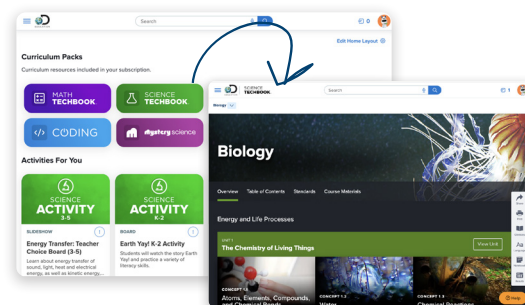 Search
0
Edit Home Layout
Curriculum Packs
Curriculum resources included in your subscription.
MATH
TECHBOOK
SCIENCE
TECHBOOK
CODING
mystery science
Activities For You
SCIENCE
ACTIVITY
3-5
SLIDESHOW
1
Energy Transfer: Teacher
Choice Board (3-5)
Learn about energy transfer of
sound, light, heat and electrical
energy, as well as kinetic energy,...
SCIENCE
ACTIVITY
K-2
BOARD
1
Earth Yay! K-2 Activity
Students will watch the story Earth
Yay! and practice a variety of
literacy skills.
SCIENCE
TECHBOOK
Search
1
Biology
Biology
Overview
Table of Contents
Standards
Course Materials
Energy and Life Processes
UNIT 1
The Chemistry of Living Things
View Unit
CONCEPT 1.1
Atoms, Elements, Compounds,
and Chemical Bonds
CONCEPT 1.2
Water
CONCEPT 1.3
Chemical Reactions
Help